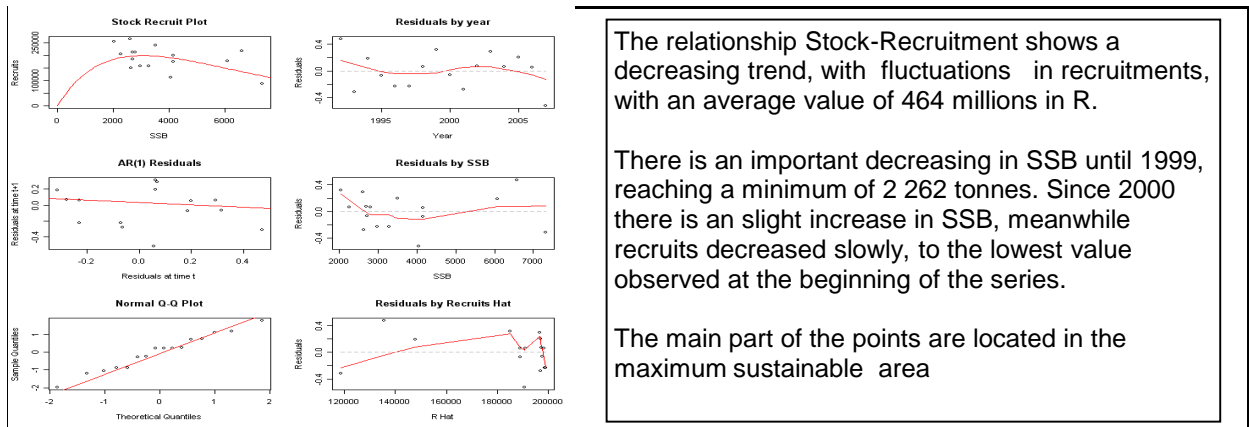 Stock Recruit Plot
Recruits
0 100000 250000
0 2000 4000 6000
SSB
Residuals by year
Residuals
-0.4 0.0 0.4
1995 2000 2005
Year
AR(1) Residuals
Residuals at time t+1
-0.4 0.2
-0.2 0.0 0.2 0.4
Residuals at time t
Residuals by SSB
Residuals
-0.4 0.0 0.4
2000 3000 4000 5000 6000 7000
SSB
Normal Q-Q Plot
Sample Quantiles
-2 -1 0 1
-2 -1 0 1 2
Theoretical Quantiles
Residuals by Recruits Hat
Residuals
-0.4 0.0 0.4
120000 140000 160000 180000 200000
R Hat
The relationship Stock-Recruitment shows a
decreasing trend, with fluctuations in recruitments,
with an average value of 464 millions in R.
There is an important decreasing in SSB until 1999,
reaching a minimum of 2 262 tonnes. Since 2000
there is an slight increase in SSB, meanwhile
recruits decreased slowly, to the lowest value
observed at the beginning of the series.
The main part of the points are located in the
maximum sustainable area